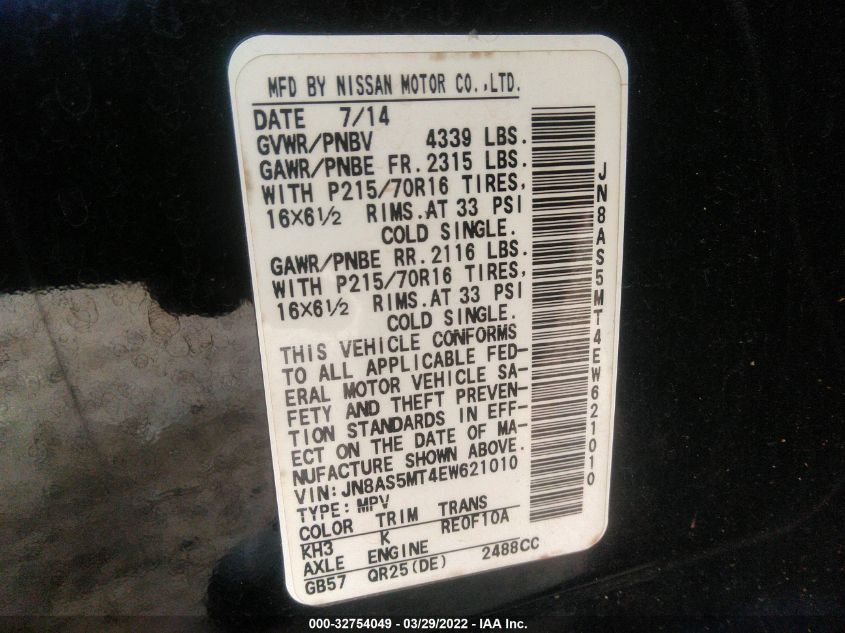 MFD BY NISSAN MOTOR CO.,LTD.
DATE 7/14
GVWR/PNBV 4339 LBS.
GAWR/PNBE FR. 2315 LBS.
WITH P215/70R16 TIRES,
16X6½ RIMS.AT 33 PSI
COLD SINGLE.
GAWR/PNBE RR. 2116 LBS.
WITH P215/70R16 TIRES,
16X6½ RIMS.AT 33 PSI
COLD SINGLE.
THIS VEHICLE CONFORMS
TO ALL APPLICABLE FED-
ERAL MOTOR VEHICLE SA-
FETY AND THEFT PREVEN-
TION STANDARDS IN EFF-
ECT ON THE DATE OF MA-
NUFACTURE SHOWN ABOVE.
VIN:JN8AS5MT4EW621010
TYPE:MPV
COLOR TRIM TRANS
KH3 K RE0F10A
AXLE ENGINE
GB57 QR25(DE) 2488CC
JN8AS5MT4EW621010
000-32754049 - 03/29/2022 - IAA Inc.